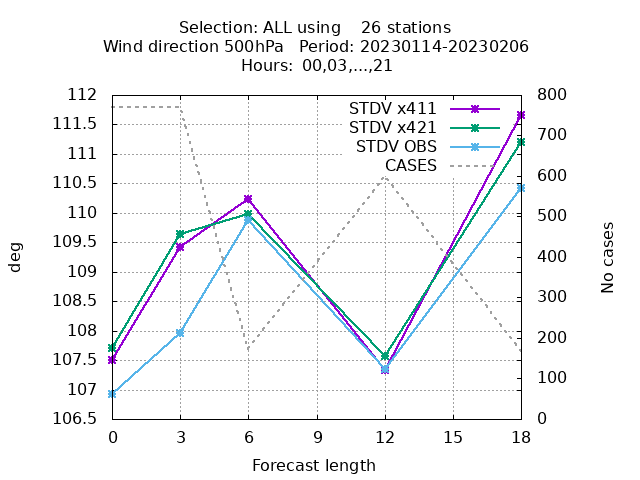 Selection: ALL using    26 stations
Wind direction 500hPa   Period: 20230114-20230206
Hours:  00,03,...,21
STDV x411
STDV x421
STDV OBS
CASES
112
111.5
111
110.5
110
109.5
109
108.5
108
107.5
107
106.5
deg
800
700
600
500
400
300
200
100
0
No cases
0 3 6 9 12 15 18
Forecast length